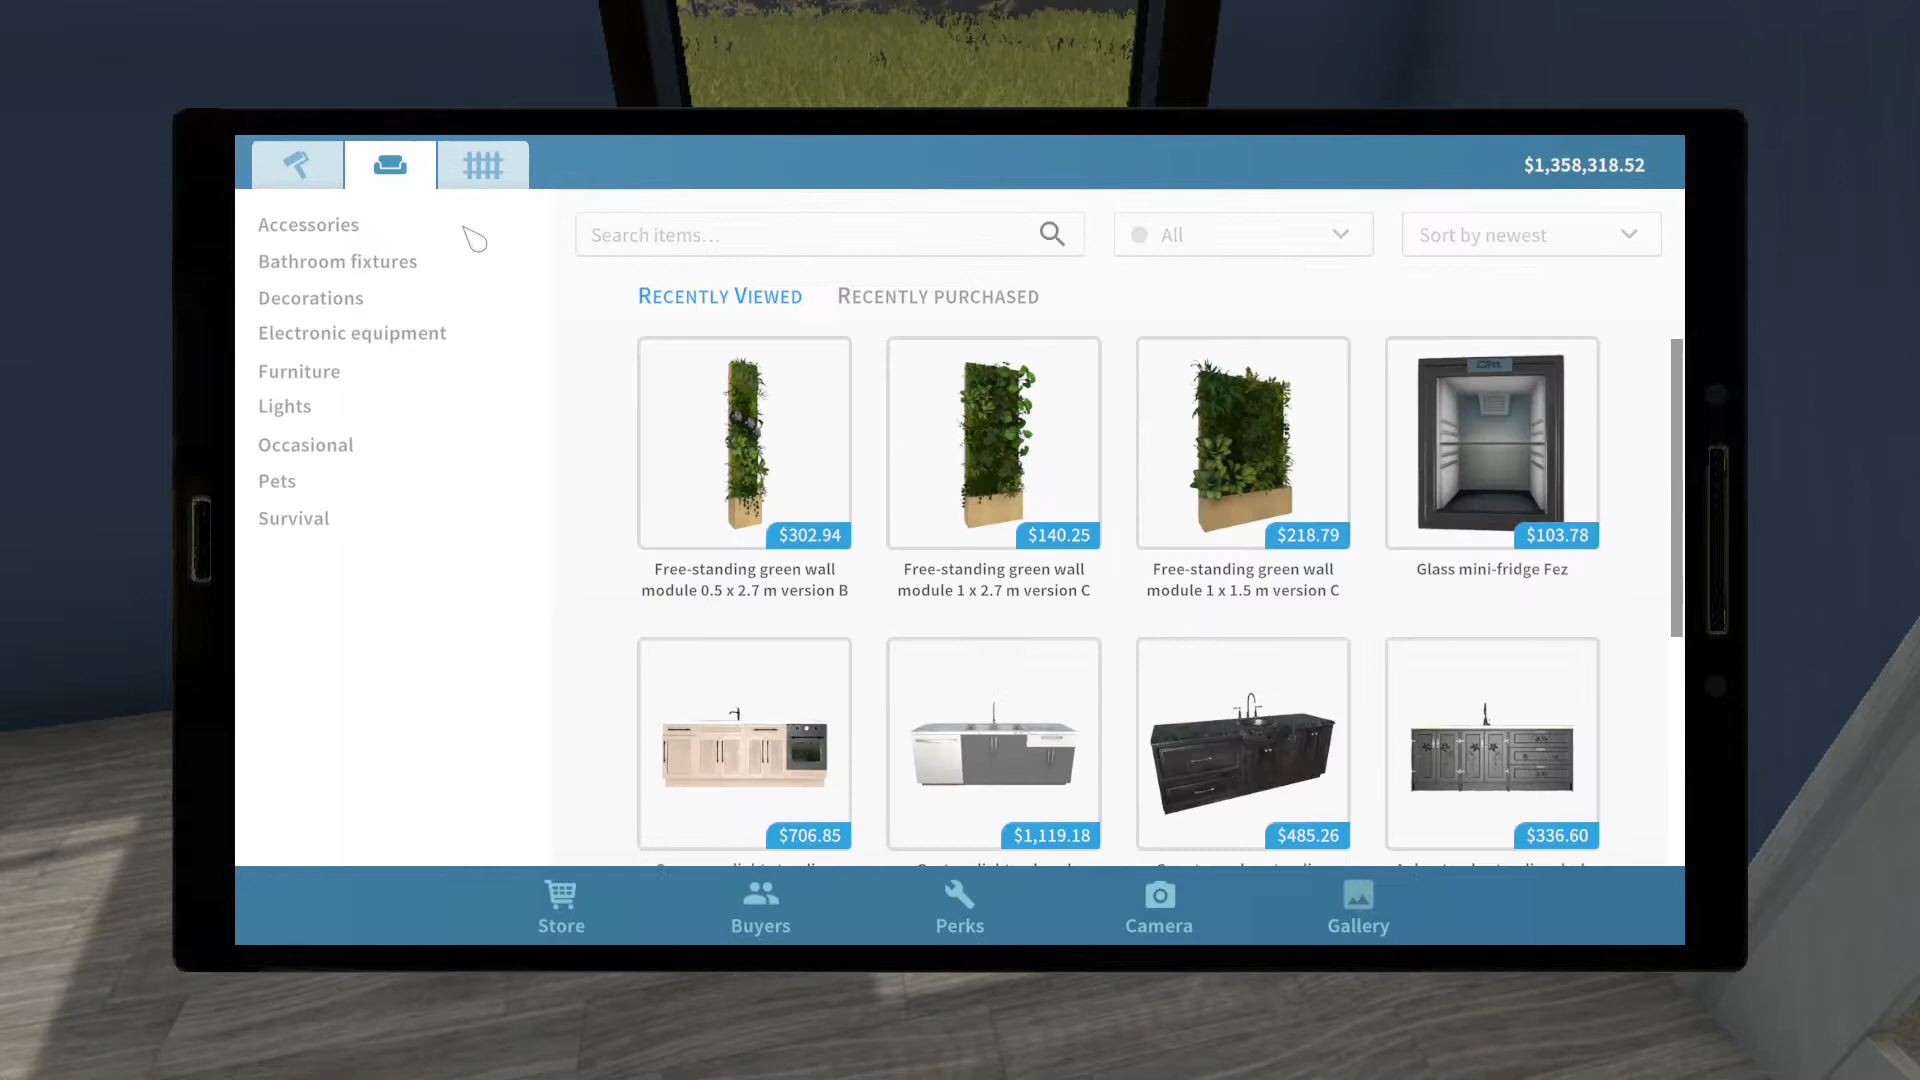 $1,358,318.52
Accessories
Bathroom fixtures
Decorations
Electronic equipment
Furniture
Lights
Occasional
Pets
Survival
Search items...
All
Sort by newest
RECENTLY VIEWED
RECENTLY PURCHASED
$302.94
$140.25
$218.79
$103.78
Free-standing green wall
module 0.5 x 2.7 m version B
Free-standing green wall
module 1 x 2.7 m version C
Free-standing green wall
module 1 x 1.5 m version C
Glass mini-fridge Fez
$706.85
$1,119.18
$485.26
$336.60
Store
Buyers
Perks
Camera
Gallery